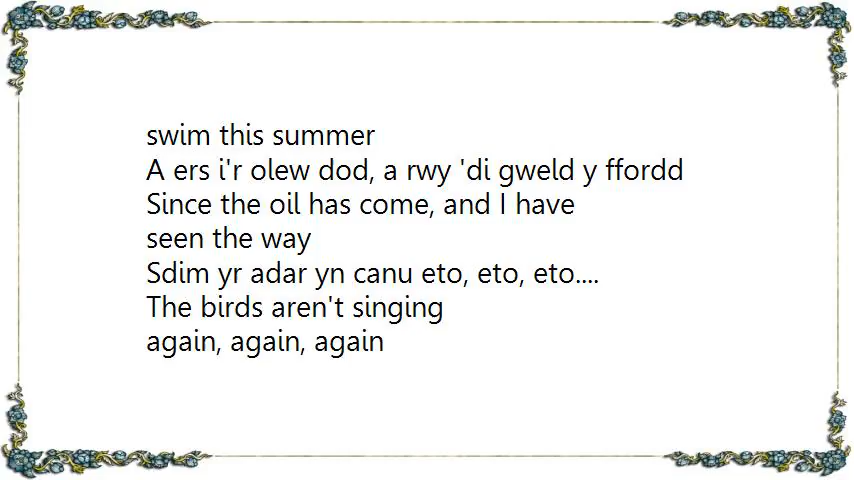 swim this summer
A ers i'r olew dod, a rwy 'di gweld y ffordd
Since the oil has come, and I have
seen the way
Sdim yr adar yn canu eto, eto, eto....
The birds aren't singing
again, again, again